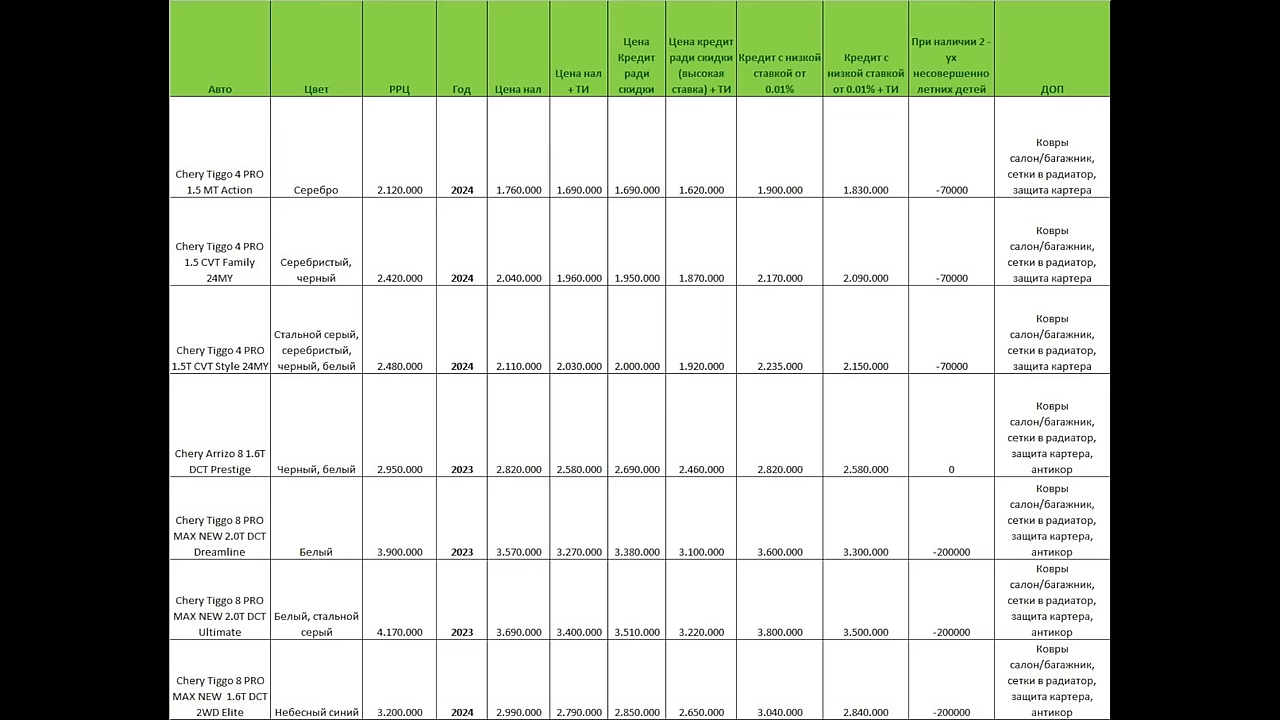 Авто
Цвет
РРЦ
Год
Цена нал
Цена нал
+ ТИ
Цена
Кредит
ради
скидки
Цена кредит
ради скидки
(высокая
ставка) + ТИ
Кредит с низкой
ставкой от
0.01%
Кредит с
низкой ставкой
от 0.01% + ТИ
При наличии 2 -
ух
несовершенно
летних детей
ДОП
Chery Tiggo 4 PRO
1.5 MT Action
Серебро
2.120.000
2024
1.760.000
1.690.000
1.690.000
1.620.000
1.900.000
1.830.000
-70000
Ковры
салон/багажник,
сетки в радиатор,
защита картера
Chery Tiggo 4 PRO
1.5 CVT Family
24MY
Серебристый,
черный
2.420.000
2024
2.040.000
1.960.000
1.950.000
1.870.000
2.170.000
2.090.000
-70000
Ковры
салон/багажник,
сетки в радиатор,
защита картера
Chery Tiggo 4 PRO
1.5T CVT Style 24MY
Стальной серый,
серебристый,
черный, белый
2.480.000
2024
2.110.000
2.030.000
2.000.000
1.920.000
2.235.000
2.150.000
-70000
Ковры
салон/багажник,
сетки в радиатор,
защита картера
Chery Arrizo 8 1.6T
DCT Prestige
Черный, белый
2.950.000
2023
2.820.000
2.580.000
2.690.000
2.460.000
2.820.000
2.580.000
0
Ковры
салон/багажник,
сетки в радиатор,
защита картера,
антикор
Chery Tiggo 8 PRO
MAX NEW 2.0T DCT
Dreamline
Белый
3.900.000
2023
3.570.000
3.270.000
3.380.000
3.100.000
3.600.000
3.300.000
-200000
Ковры
салон/багажник,
сетки в радиатор,
защита картера,
антикор
Chery Tiggo 8 PRO
MAX NEW 2.0T DCT
Ultimate
Белый, стальной
серый
4.170.000
2023
3.690.000
3.400.000
3.510.000
3.220.000
3.800.000
3.500.000
-200000
Ковры
салон/багажник,
сетки в радиатор,
защита картера,
антикор
Chery Tiggo 8 PRO
MAX NEW 1.6T DCT
2WD Elite
Небесный синий
3.200.000
2024
2.990.000
2.790.000
2.850.000
2.650.000
3.040.000
2.840.000
-200000
Ковры
салон/багажник,
сетки в радиатор,
защита картера,
антикор